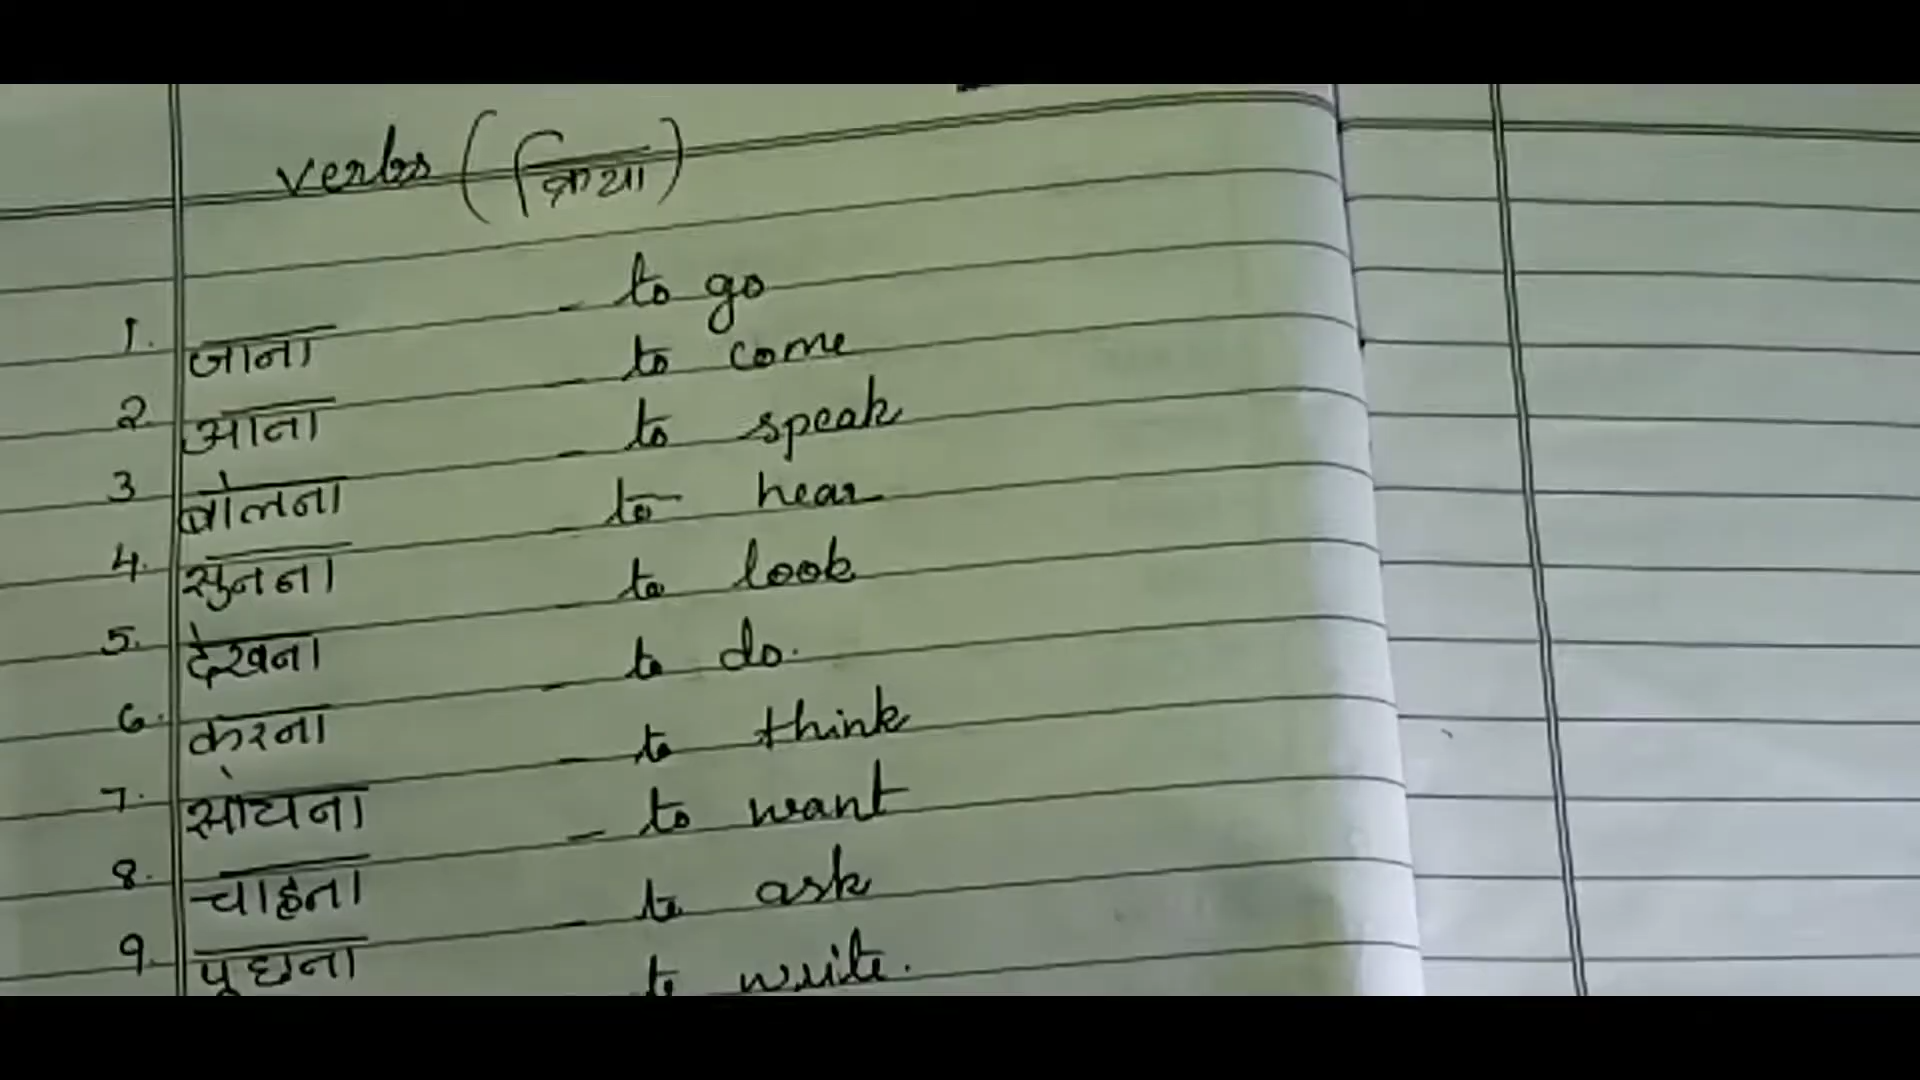 verbs (क्रिया)
1. जाना _ to go
2. आना _ to come
3 बोलना _ to speak
4. सुनना _ to hear
5. देखना _ to look
6. करना _ to do.
7. सोचना _ to think
8. चाहना _ to want
9. पूछना _ to ask
to write.